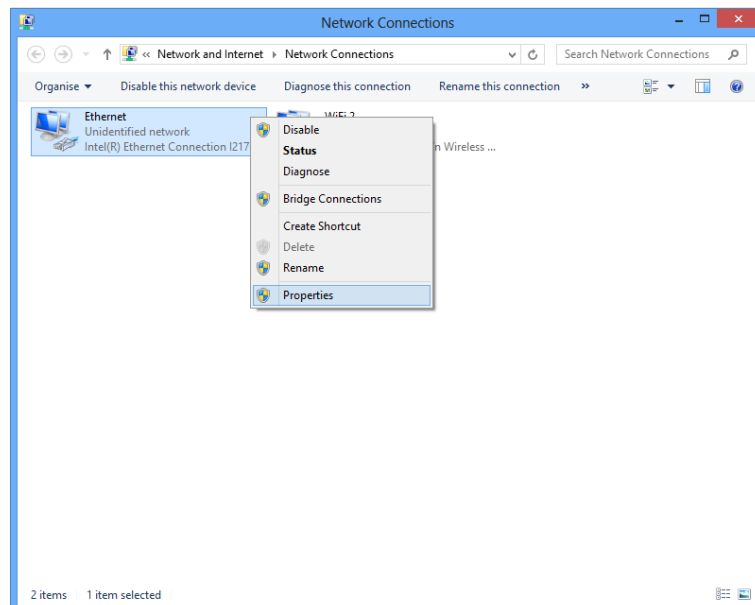 Network Connections
« Network and Internet Network Connections
Search Network Connections
Organise Disable this network device Diagnose this connection Rename this connection »
Ethernet
Unidentified network
Intel(R) Ethernet Connection I217
WiFi 2
n Wireless ...
Disable
Status
Diagnose
Bridge Connections
Create Shortcut
Delete
Rename
Properties
2 items 1 item selected